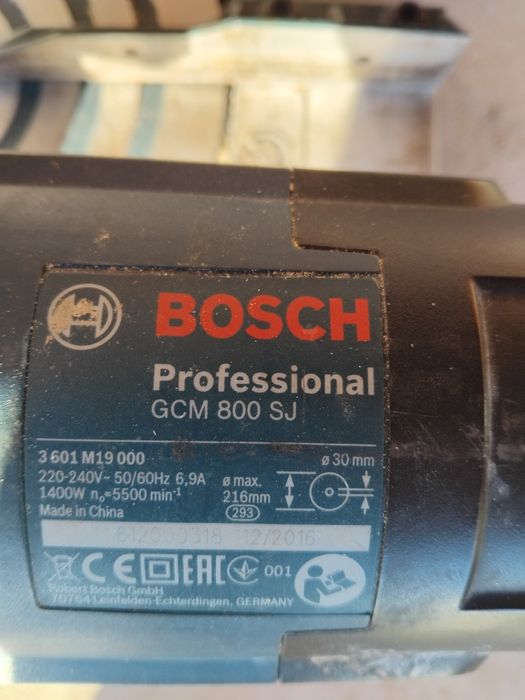 BOSCH
Professional
GCM 800 SJ
3 601 M19 000
220-240V~ 50/60Hz 6,9A
1400W n₀=5500 min⁻¹
Made in China
ø max.
216mm
293
ø 30 mm
12/2016
CE EAC 001
Robert Bosch GmbH
70764 Leinfelden-Echterdingen, GERMANY